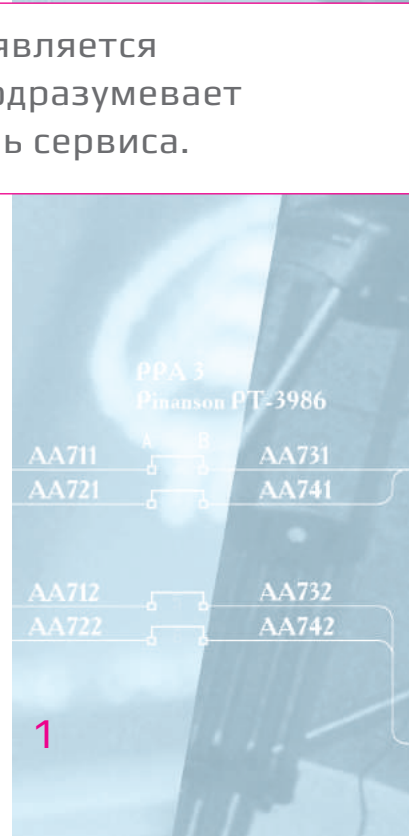 является
одразумевает
ь сервиса.
PPA 3
Pinanson PT-3986
A B
AA711 AA731
AA721 AA741
AA712 AA732
AA722 AA742
1